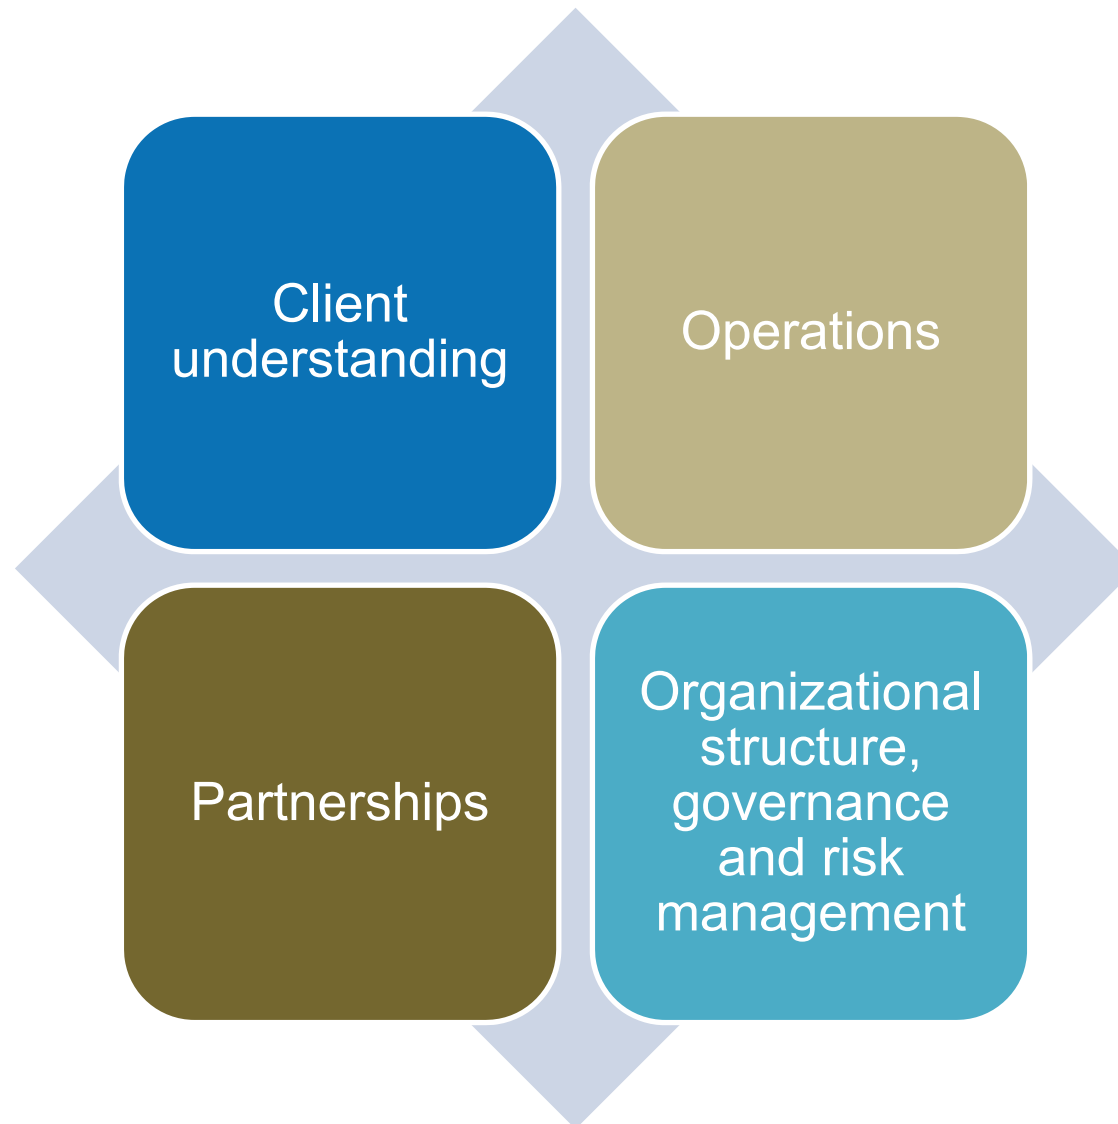 Client
understanding
Operations
Partnerships
Organizational
structure,
governance
and risk
management